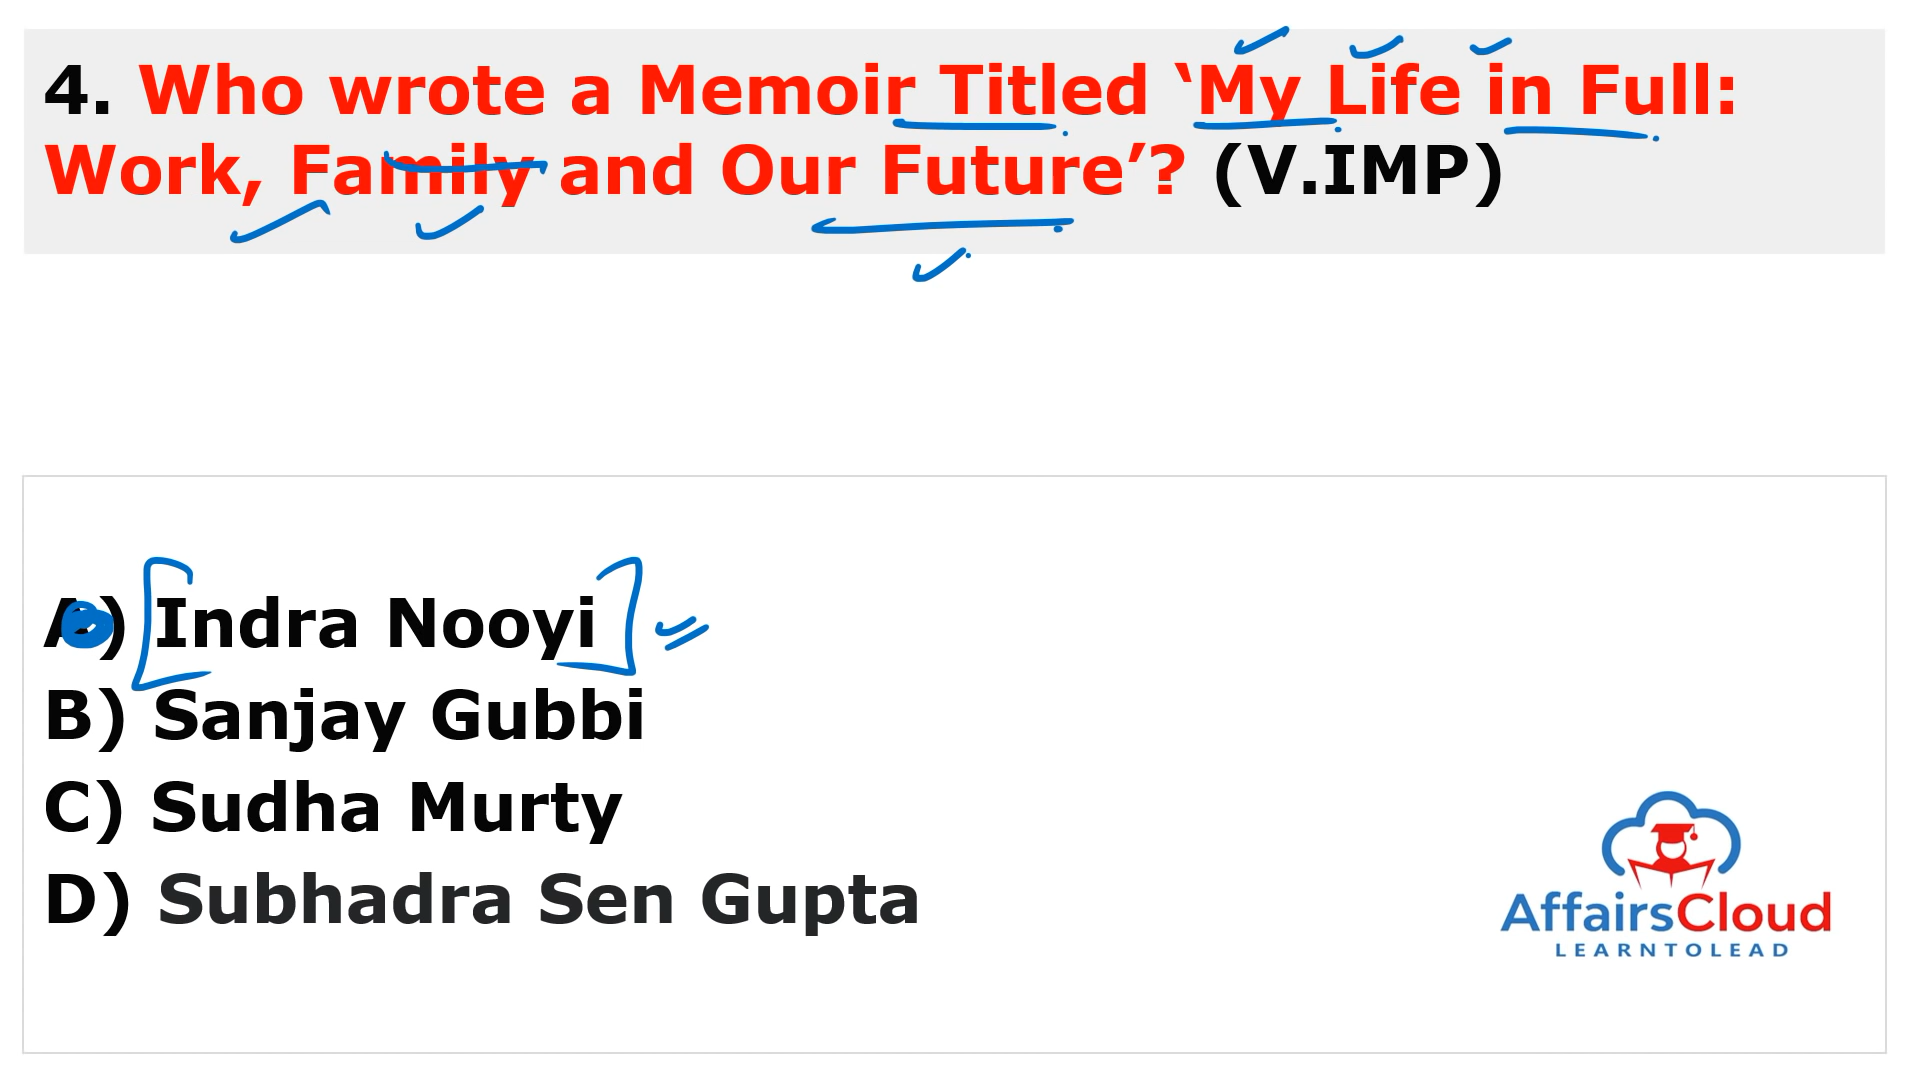 4. Who wrote a Memoir Titled ‘My Life in Full:
Work, Family and Our Future’? (V.IMP)
A) Indra Nooyi
B) Sanjay Gubbi
C) Sudha Murty
D) Subhadra Sen Gupta
AffairsCloud
LEARNTOLEAD